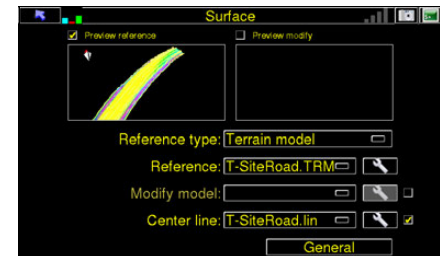 Surface
Preview reference
Preview modify
Reference type: Terrain model
Reference: T-SiteRoad.TRM
Modify model:
Center line: T-SiteRoad.lin
General